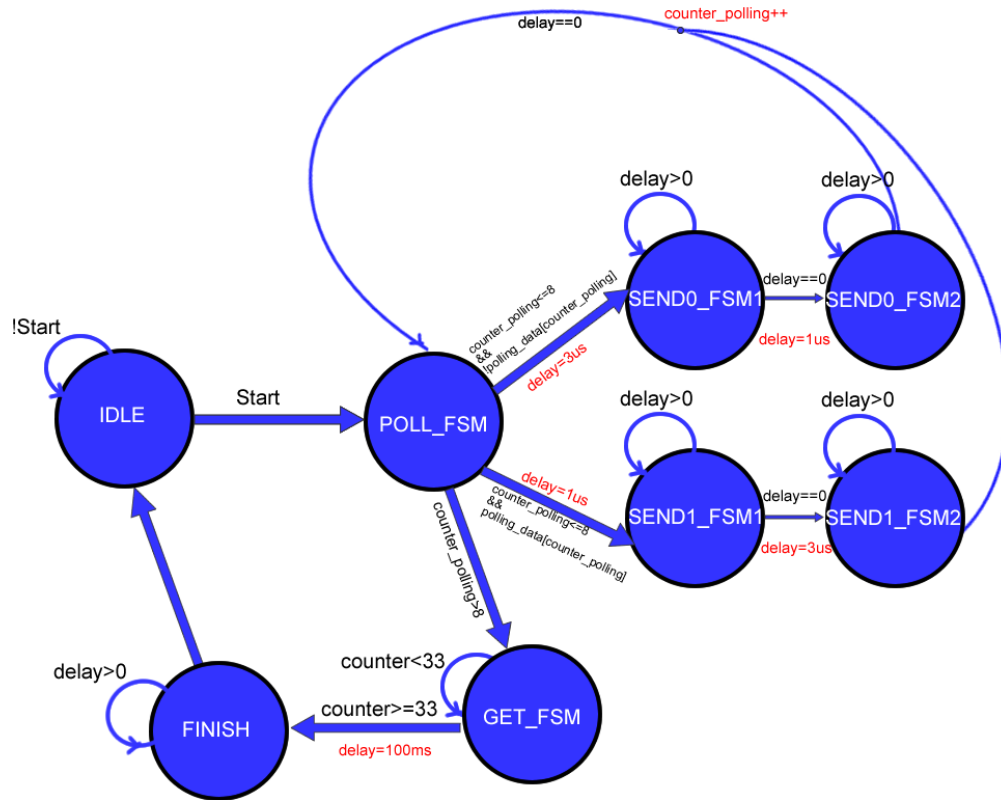 counter_polling++
delay==0
delay>0
delay>0
SEND0_FSM1
delay==0
SEND0_FSM2
delay=1us
counter_polling<=8
&&
!polling_data[counter_polling]
delay=3us
!Start
IDLE
Start
POLL_FSM
delay>0
delay>0
delay=1us
counter_polling<=8
&&
polling_data[counter_polling]
SEND1_FSM1
delay==0
SEND1_FSM2
delay=3us
counter_polling>8
delay>0
counter<33
FINISH
counter>=33
delay=100ms
GET_FSM